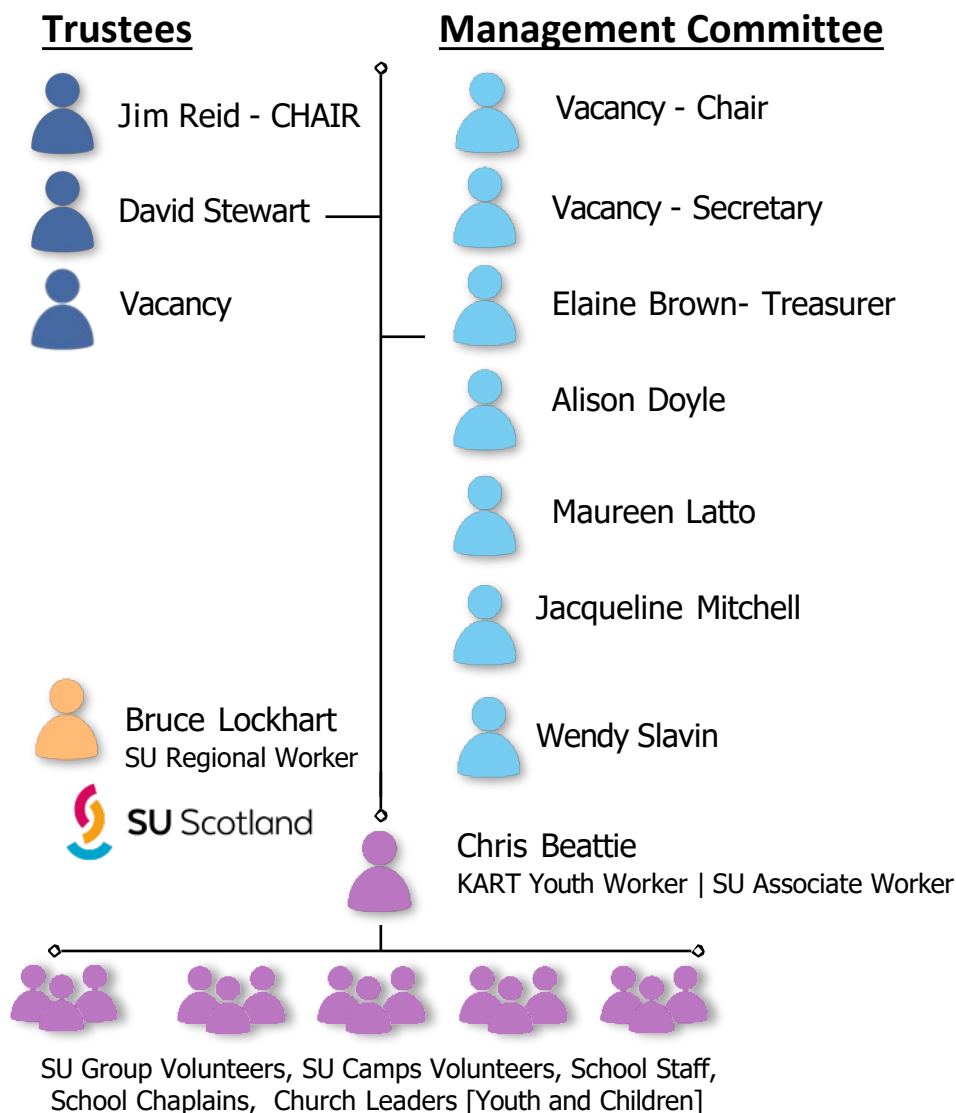 Trustees
Jim Reid - CHAIR
David Stewart
Vacancy
Management Committee
Vacancy - Chair
Vacancy - Secretary
Elaine Brown- Treasurer
Alison Doyle
Maureen Latto
Jacqueline Mitchell
Wendy Slavin
Bruce Lockhart
SU Regional Worker
SU Scotland
Chris Beattie
KART Youth Worker | SU Associate Worker
SU Group Volunteers, SU Camps Volunteers, School Staff,
School Chaplains, Church Leaders [Youth and Children]